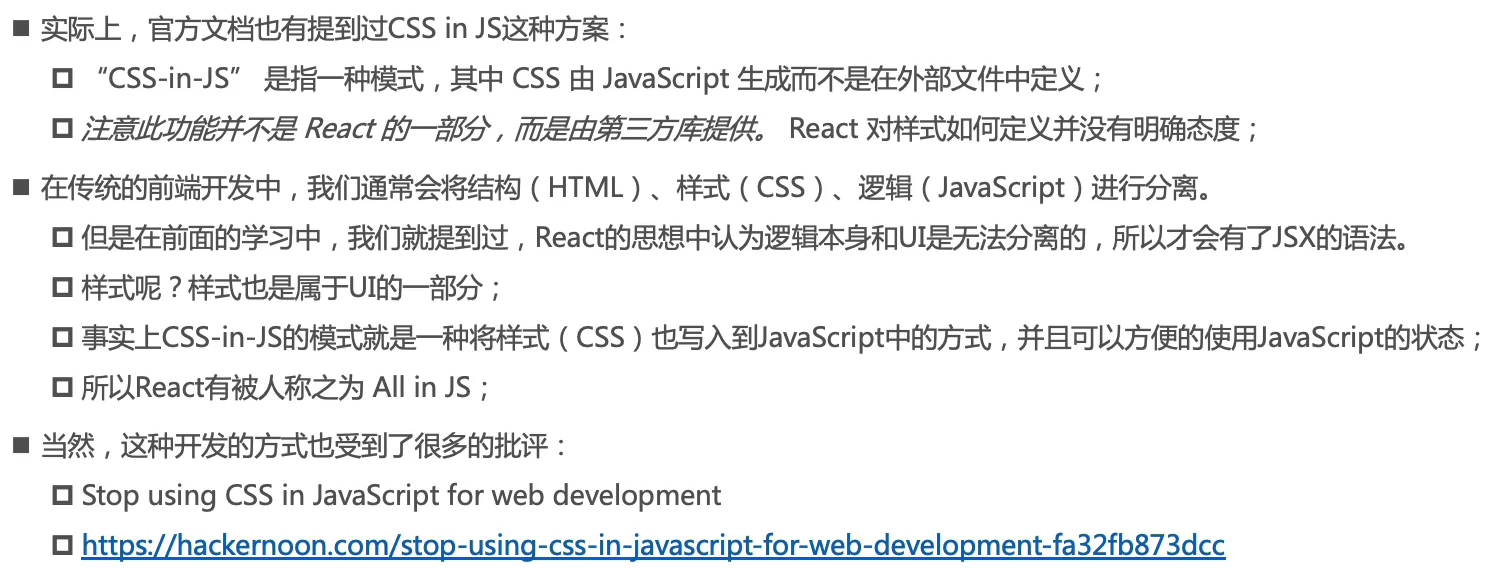 实际上，官方文档也有提到过CSS in JS这种方案：
“CSS-in-JS” 是指一种模式，其中 CSS 由 JavaScript 生成而不是在外部文件中定义；
注意此功能并不是 React 的一部分，而是由第三方库提供。 React 对样式如何定义并没有明确态度；
在传统的前端开发中，我们通常会将结构（HTML）、样式（CSS）、逻辑（JavaScript）进行分离。
但是在前面的学习中，我们就提到过，React的思想中认为逻辑本身和UI是无法分离的，所以才会有了JSX的语法。
样式呢？样式也是属于UI的一部分；
事实上CSS-in-JS的模式就是一种将样式（CSS）也写入到JavaScript中的方式，并且可以方便的使用JavaScript的状态；
所以React有被人称之为 All in JS；
当然，这种开发的方式也受到了很多的批评：
Stop using CSS in JavaScript for web development
https://hackernoon.com/stop-using-css-in-javascript-for-web-development-fa32fb873dcc